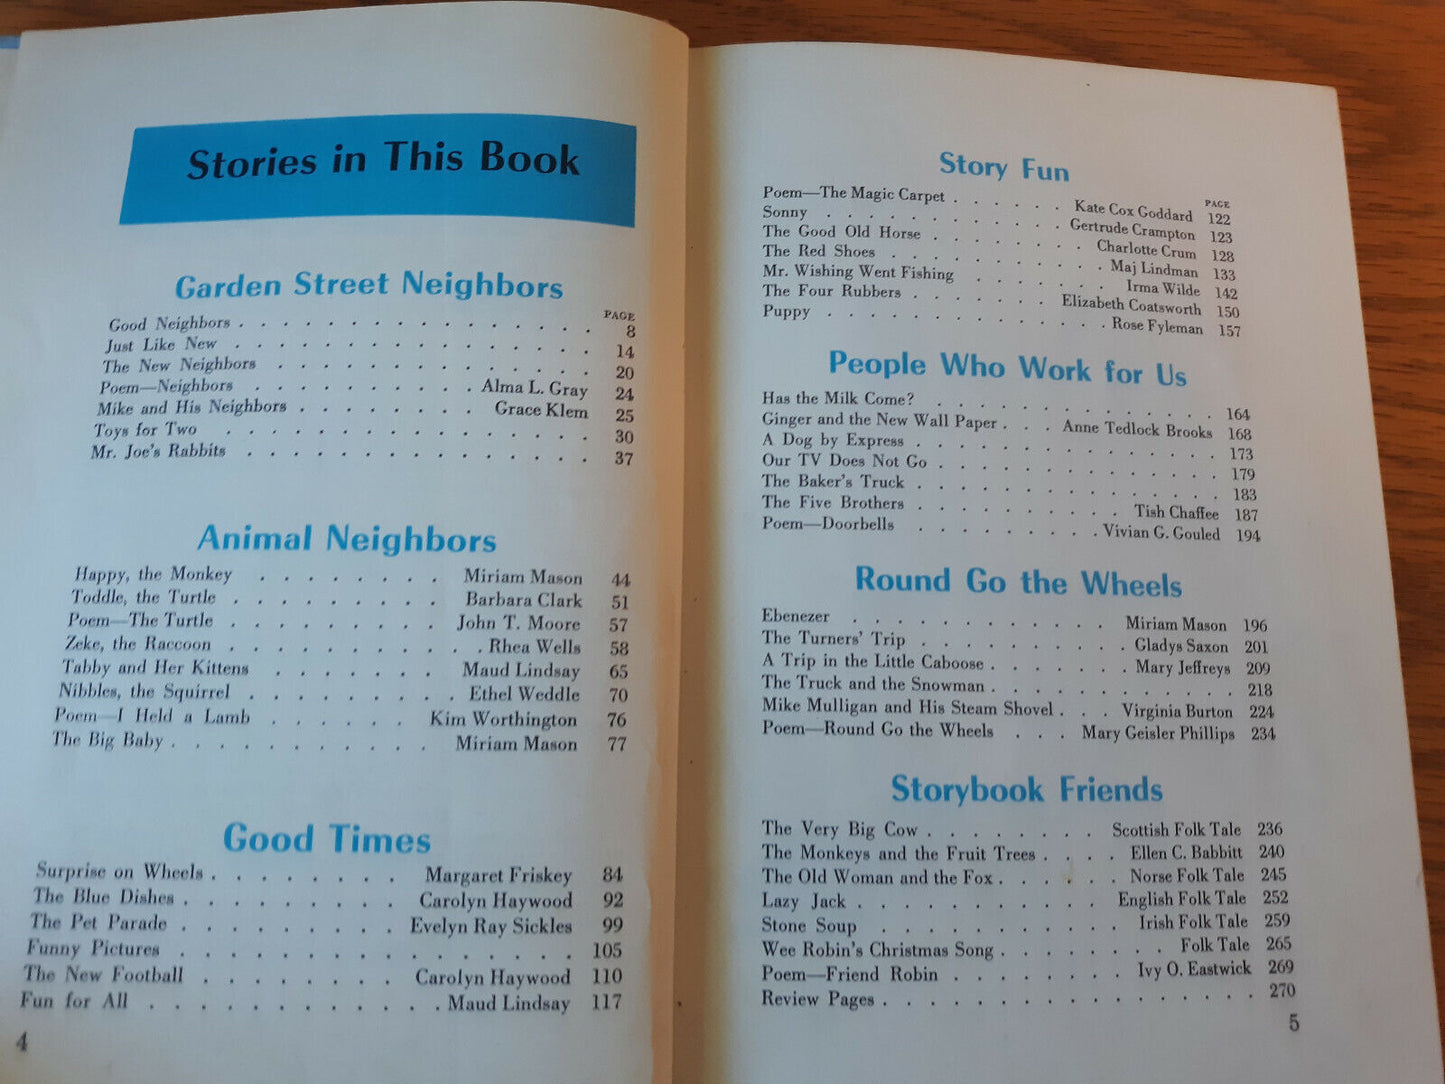 Stories in This Book
Garden Street Neighbors
PAGE
Good Neighbors . . . . . . . . . . . . . . . . . 8
Just Like New . . . . . . . . . . . . . . . . . 14
The New Neighbors . . . . . . . . . . . . . . . 20
Poem—Neighbors . . . . . . . . . . . Alma L. Gray 24
Mike and His Neighbors . . . . . . . . Grace Klem 25
Toys for Two . . . . . . . . . . . . . . . . . 30
Mr. Joe's Rabbits . . . . . . . . . . . . . . . 37
Animal Neighbors
Happy, the Monkey . . . . . . . Miriam Mason 44
Toddle, the Turtle . . . . . . . . Barbara Clark 51
Poem—The Turtle . . . . . . . . John T. Moore 57
Zeke, the Raccoon . . . . . . . . . . Rhea Wells 58
Tabby and Her Kittens . . . . . . Maud Lindsay 65
Nibbles, the Squirrel . . . . . . . . Ethel Weddle 70
Poem—I Held a Lamb . . . . . . Kim Worthington 76
The Big Baby . . . . . . . . . . Miriam Mason 77
Good Times
Surprise on Wheels . . . . . . . . Margaret Friskey 84
The Blue Dishes . . . . . . . . . Carolyn Haywood 92
The Pet Parade . . . . . . . . . Evelyn Ray Sickles 99
Funny Pictures . . . . . . . . . . . . . . . . 105
The New Football . . . . . . . . Carolyn Haywood 110
Fun for All . . . . . . . . . . . . Maud Lindsay 117
4
Story Fun
PAGE
Poem—The Magic Carpet . . . . . . Kate Cox Goddard 122
Sonny . . . . . . . . . . . . Gertrude Crampton 123
The Good Old Horse . . . . . . . . Charlotte Crum 128
The Red Shoes . . . . . . . . . . . Maj Lindman 133
Mr. Wishing Went Fishing . . . . . . . Irma Wilde 142
The Four Rubbers . . . . . . . Elizabeth Coatsworth 150
Puppy . . . . . . . . . . . . . . Rose Fyleman 157
People Who Work for Us
Has the Milk Come? . . . . . . . . . . . . . . 164
Ginger and the New Wall Paper . . . Anne Tedlock Brooks 168
A Dog by Express . . . . . . . . . . . . . . . 173
Our TV Does Not Go . . . . . . . . . . . . . . 179
The Baker's Truck . . . . . . . . . . . . . . . 183
The Five Brothers . . . . . . . . . . Tish Chaffee 187
Poem—Doorbells . . . . . . . . . Vivian G. Gouled 194
Round Go the Wheels
Ebenezer . . . . . . . . . . . . Miriam Mason 196
The Turners' Trip . . . . . . . . . . Gladys Saxon 201
A Trip in the Little Caboose . . . . . . . Mary Jeffreys 209
The Truck and the Snowman . . . . . . . . . . . . 218
Mike Mulligan and His Steam Shovel . . . Virginia Burton 224
Poem—Round Go the Wheels . . . Mary Geisler Phillips 234
Storybook Friends
The Very Big Cow . . . . . . . . Scottish Folk Tale 236
The Monkeys and the Fruit Trees . . . . Ellen C. Babbitt 240
The Old Woman and the Fox . . . . . . Norse Folk Tale 245
Lazy Jack . . . . . . . . . . . English Folk Tale 252
Stone Soup . . . . . . . . . . . Irish Folk Tale 259
Wee Robin's Christmas Song . . . . . . . . Folk Tale 265
Poem—Friend Robin . . . . . . . . Ivy O. Eastwick 269
Review Pages . . . . . . . . . . . . . . . . . 270
5